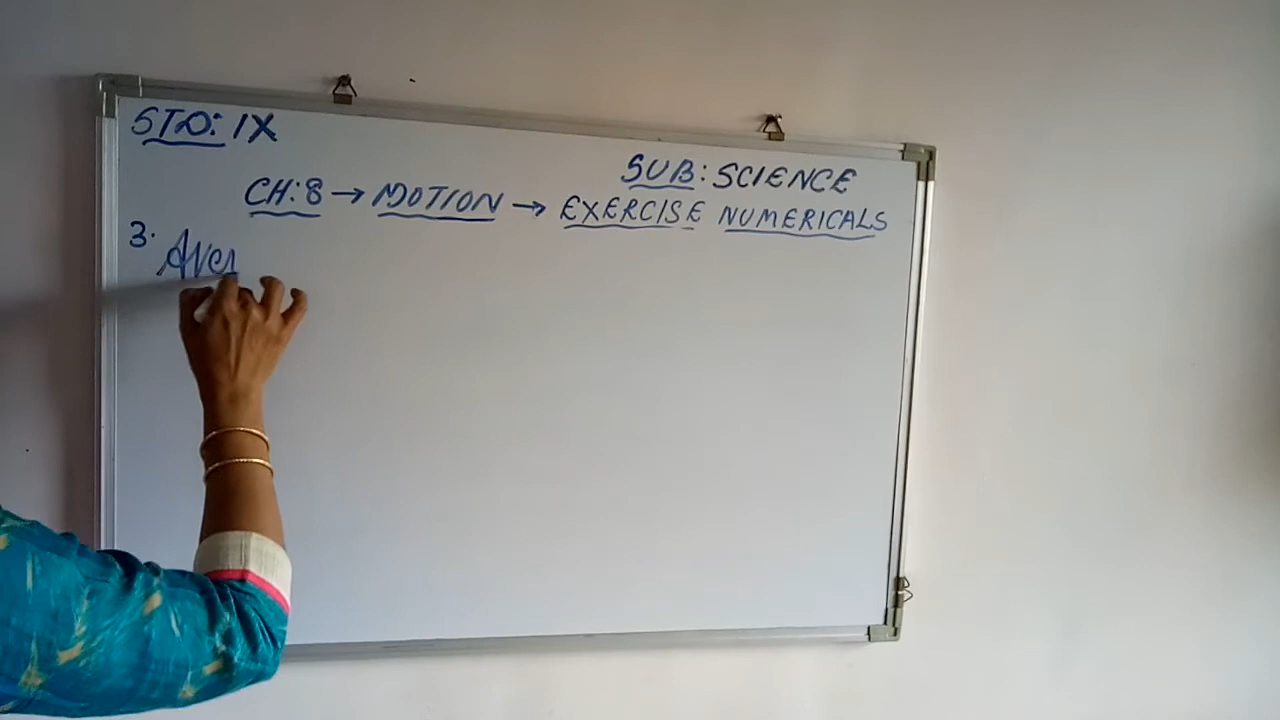 STD: IX
SUB: SCIENCE
CH: 8 → MOTION → EXERCISE NUMERICALS
3. Aver